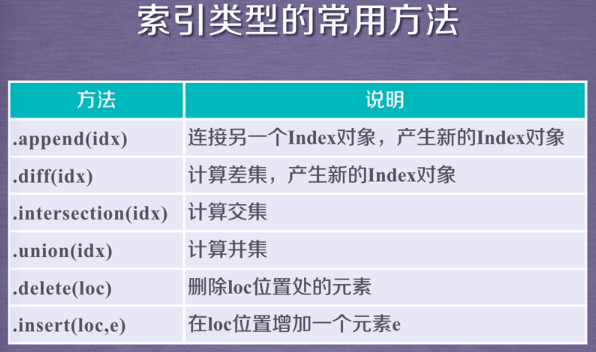 索引类型的常用方法
方法 说明
.append(idx) 连接另一个Index对象，产生新的Index对象
.diff(idx) 计算差集，产生新的Index对象
.intersection(idx) 计算交集
.union(idx) 计算并集
.delete(loc) 删除loc位置处的元素
.insert(loc,e) 在loc位置增加一个元素e